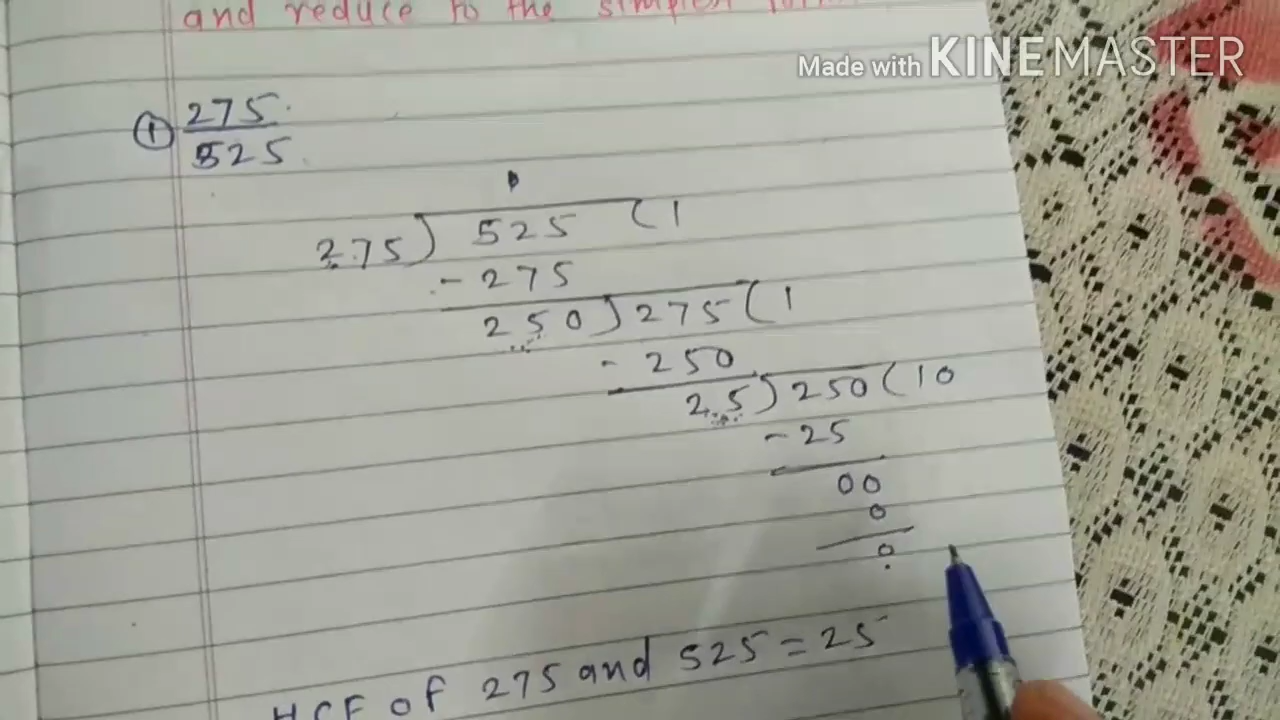 and reduce to the simplest form
Made with KINEMASTER
① 275
525
275) 525 (1
- 275
250) 275 (1
- 250
25) 250 (10
- 25
00
0
0
HCF of 275 and 525 = 25